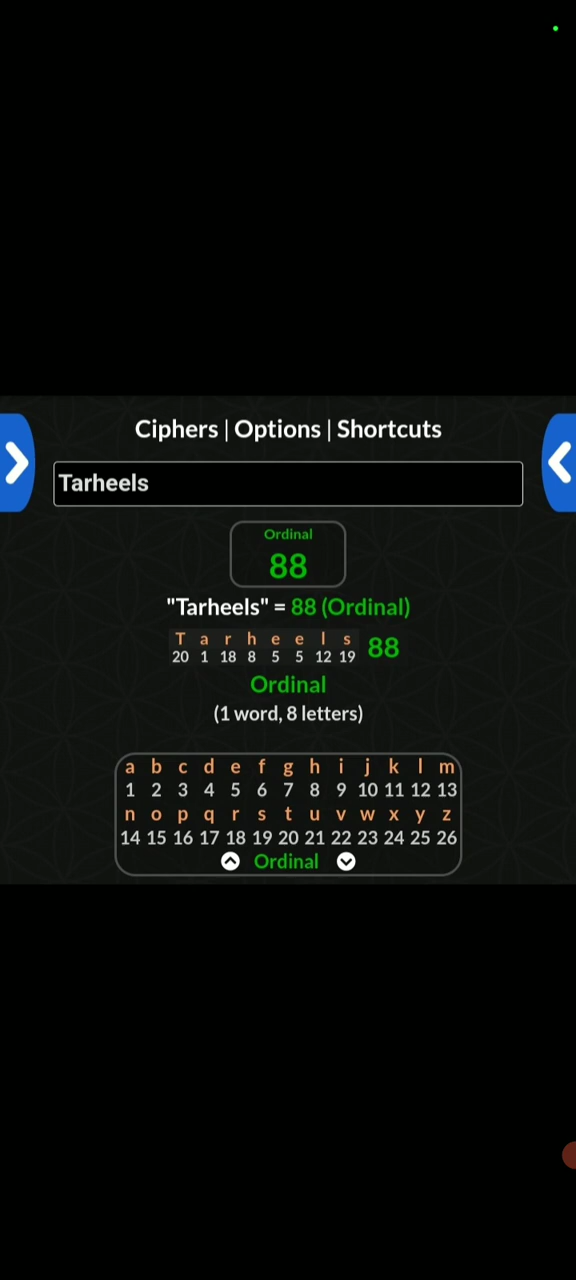 Ciphers | Options | Shortcuts
Tarheels
Ordinal
88
"Tarheels" = 88 (Ordinal)
T a r h e e l s 88
20 1 18 8 5 5 12 19
Ordinal
(1 word, 8 letters)
a b c d e f g h i j k l m
1 2 3 4 5 6 7 8 9 10 11 12 13
n o p q r s t u v w x y z
14 15 16 17 18 19 20 21 22 23 24 25 26
Ordinal